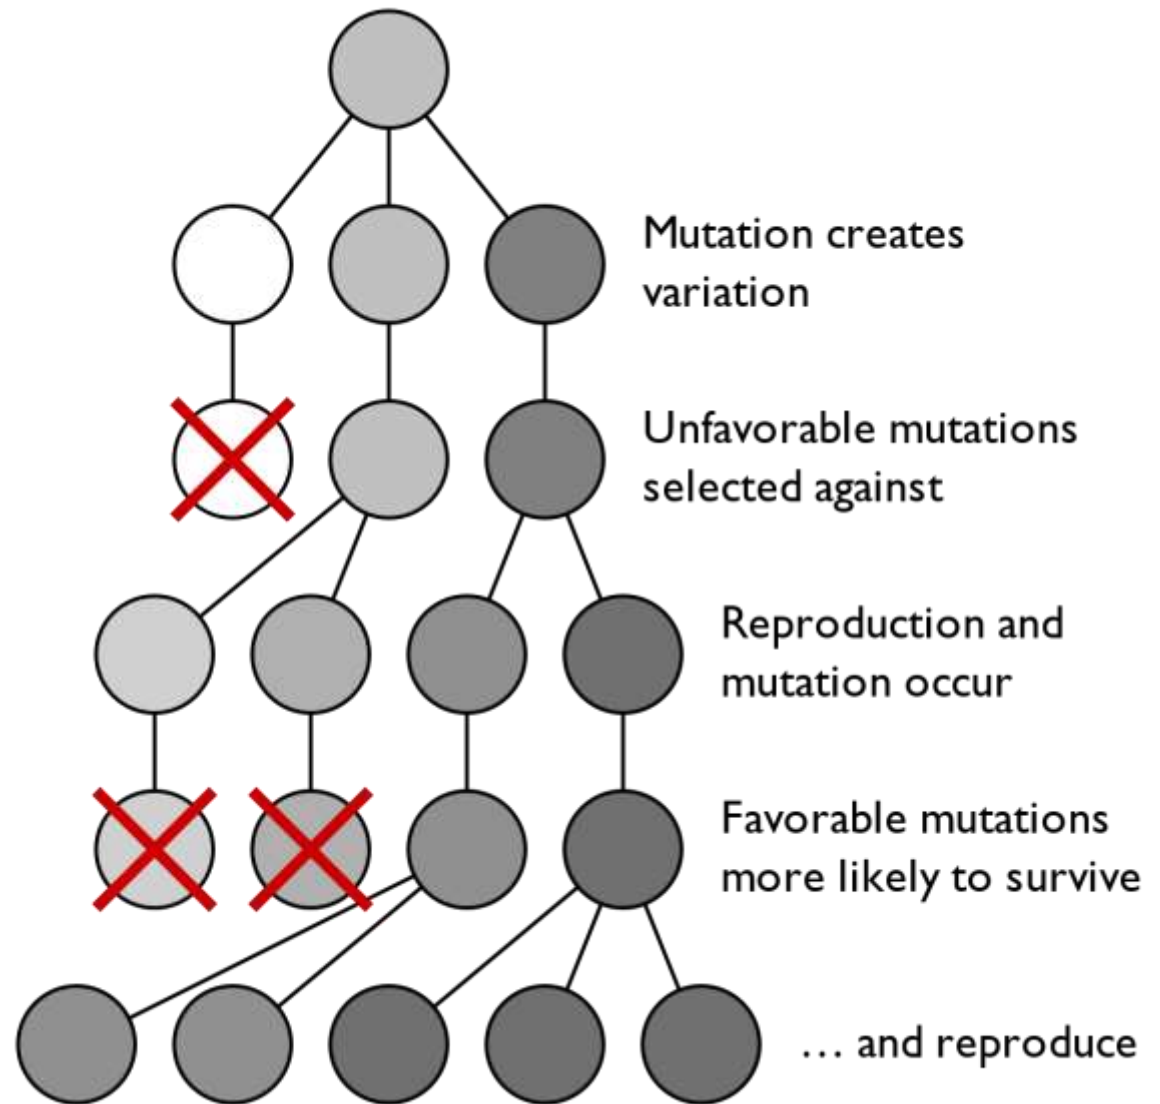 Mutation creates
variation
Unfavorable mutations
selected against
Reproduction and
mutation occur
Favorable mutations
more likely to survive
... and reproduce